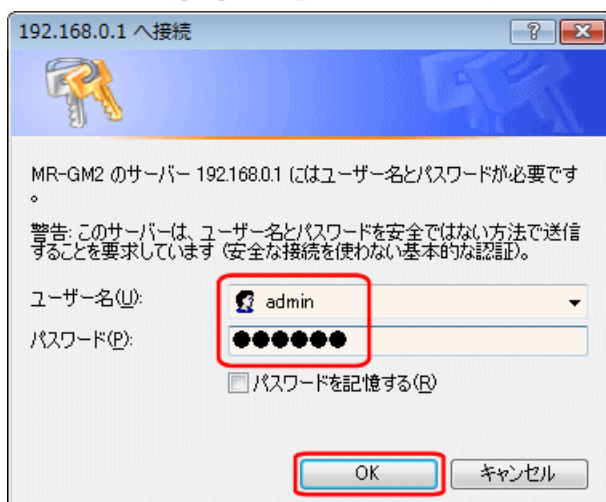 192.168.0.1 へ接続
MR-GM2 のサーバー 192.168.0.1 にはユーザー名とパスワードが必要です
。
警告: このサーバーは、ユーザー名とパスワードを安全ではない方法で送信
することを要求しています (安全な接続を使わない基本的な認証)。
ユーザー名(U):
admin
パスワード(P):
●●●●●●
パスワードを記憶する(R)
OK
キャンセル